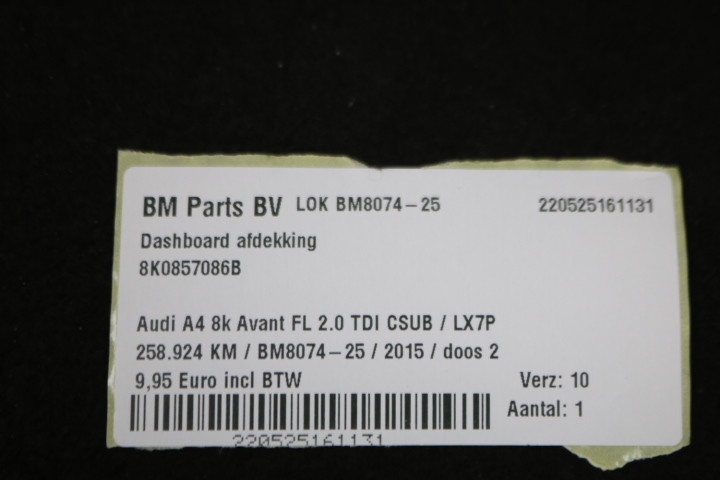 BM Parts BV LOK BM8074-25 220525161131
Dashboard afdekking
8K0857086B
Audi A4 8k Avant FL 2.0 TDI CSUB / LX7P
258.924 KM / BM8074-25 / 2015 / doos 2
9,95 Euro incl BTW Verz: 10
Aantal: 1
220525161131